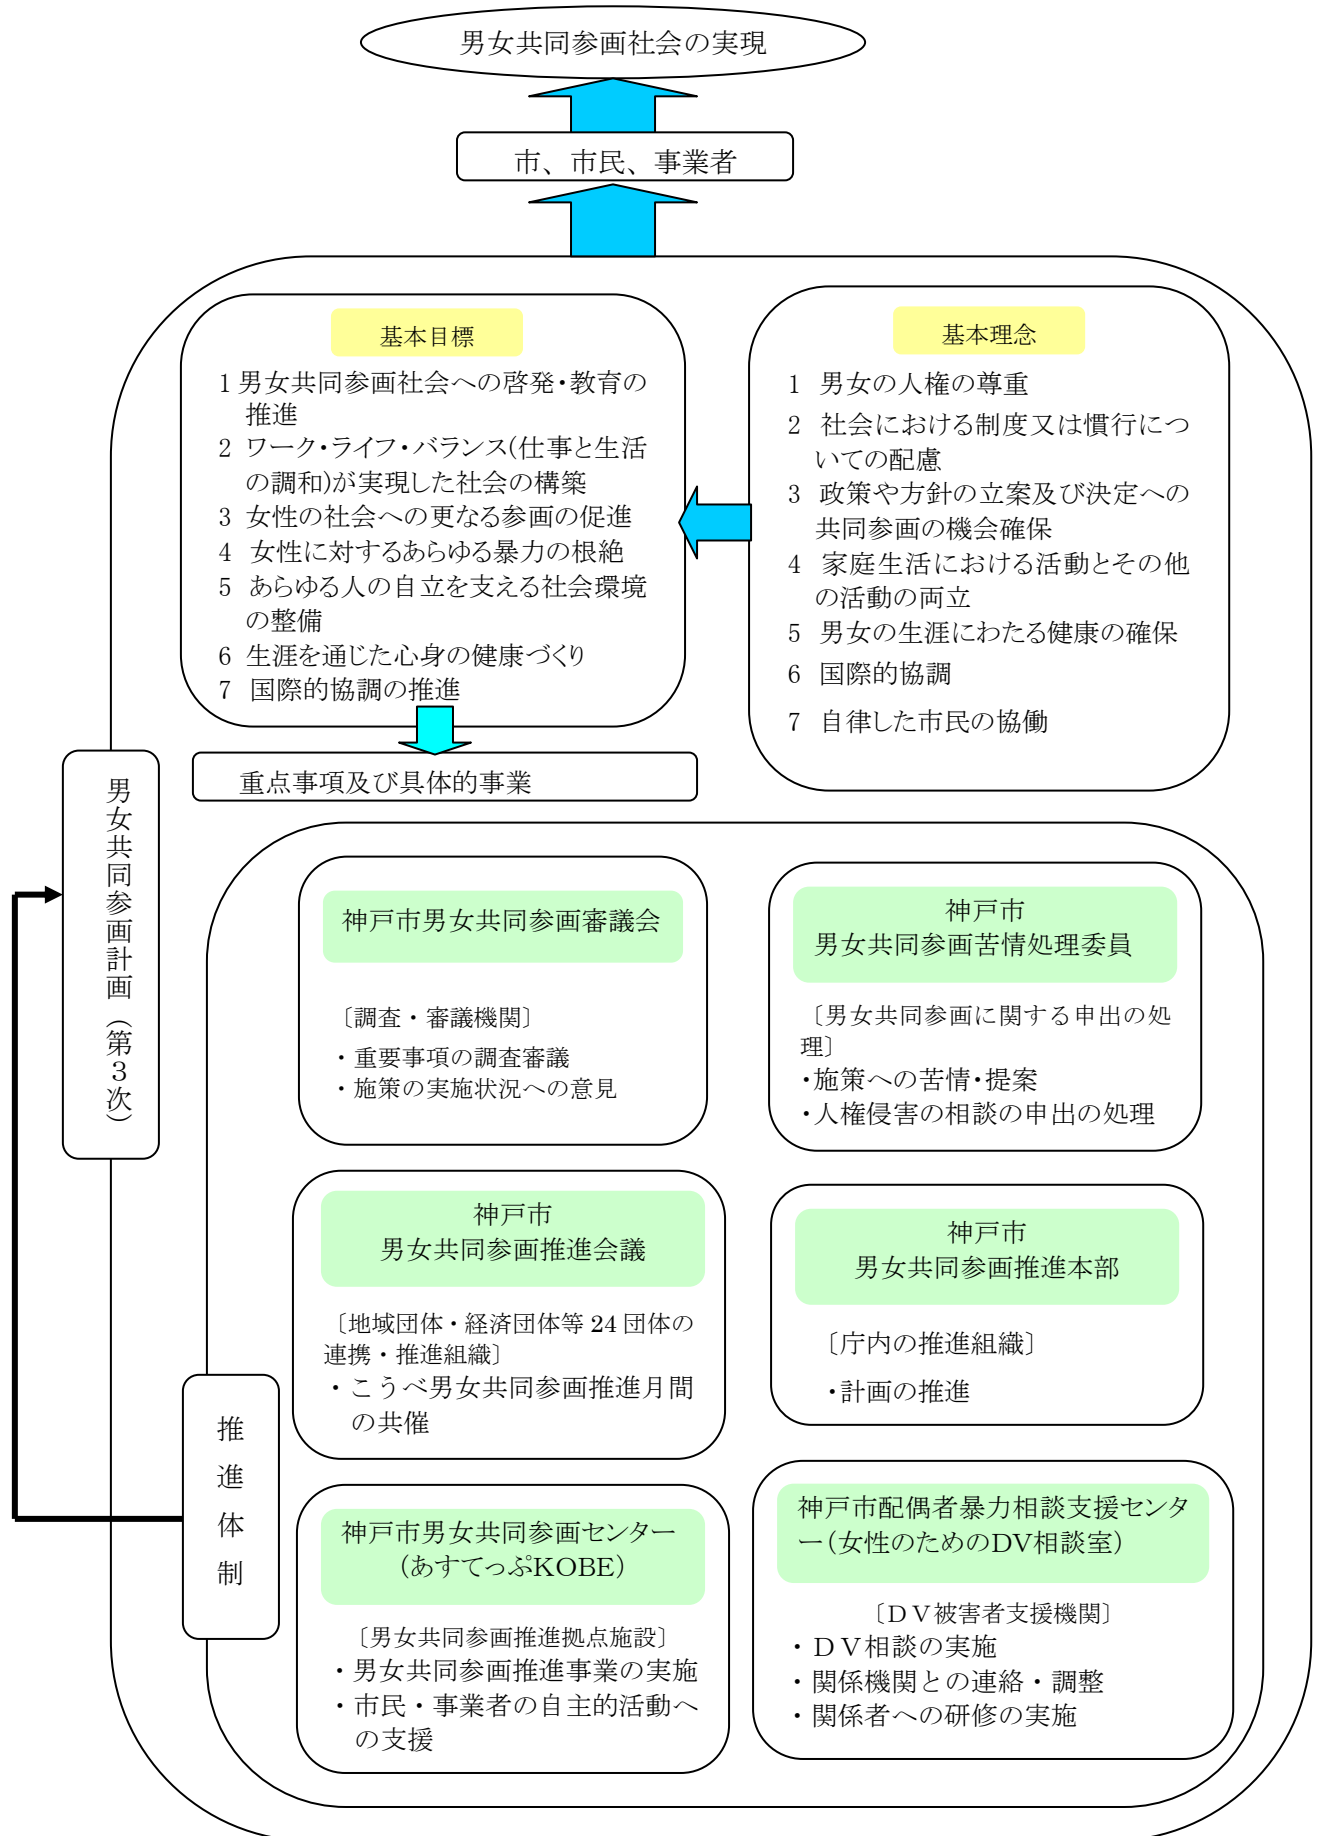 男女共同参画社会の実現
市、市民、事業者
基本目標
1 男女共同参画社会への啓発・教育の
推進
2 ワーク・ライフ・バランス(仕事と生活
の調和)が実現した社会の構築
3 女性の社会への更なる参画の促進
4 女性に対するあらゆる暴力の根絶
5 あらゆる人の自立を支える社会環境
の整備
6 生涯を通じた心身の健康づくり
7 国際的協調の推進
基本理念
1 男女の人権の尊重
2 社会における制度又は慣行につ
いての配慮
3 政策や方針の立案及び決定への
共同参画の機会確保
4 家庭生活における活動とその他
の活動の両立
5 男女の生涯にわたる健康の確保
6 国際的協調
7 自律した市民の協働
重点事項及び具体的事業
男女共同参画計画（第３次）
神戸市男女共同参画審議会
〔調査・審議機関〕
・重要事項の調査審議
・施策の実施状況への意見
神戸市
男女共同参画苦情処理委員
〔男女共同参画に関する申出の処
理〕
・施策への苦情・提案
・人権侵害の相談の申出の処理
神戸市
男女共同参画推進会議
〔地域団体・経済団体等 24 団体の
連携・推進組織〕
・こうべ男女共同参画推進月間
の共催
神戸市
男女共同参画推進本部
〔庁内の推進組織〕
・計画の推進
推進体制
神戸市男女共同参画センター
（あすてっぷKOBE）
〔男女共同参画推進拠点施設〕
・男女共同参画推進事業の実施
・市民・事業者の自主的活動へ
の支援
神戸市配偶者暴力相談支援センタ
ー（女性のためのDV相談室）
〔ＤＶ被害者支援機関〕
・ＤＶ相談の実施
・関係機関との連絡・調整
・関係者への研修の実施